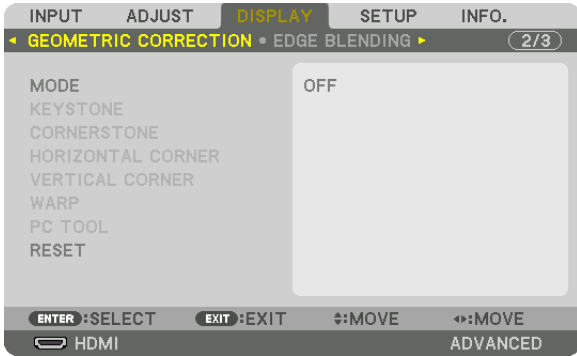 INPUT ADJUST DISPLAY SETUP INFO.
GEOMETRIC CORRECTION • EDGE BLENDING 2/3
MODE OFF
KEYSTONE
CORNERSTONE
HORIZONTAL CORNER
VERTICAL CORNER
WARP
PC TOOL
RESET
ENTER :SELECT EXIT :EXIT :MOVE :MOVE
HDMI ADVANCED